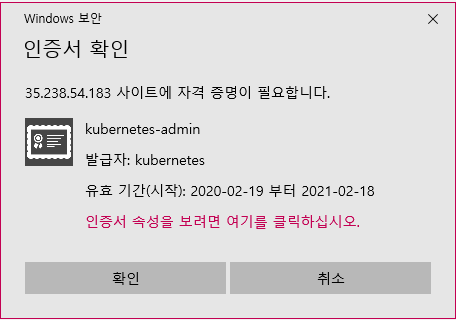 Windows 보안
인증서 확인
35.238.54.183 사이트에 자격 증명이 필요합니다.
kubernetes-admin
발급자: kubernetes
유효 기간(시작): 2020-02-19 부터 2021-02-18
인증서 속성을 보려면 여기를 클릭하십시오.
확인 취소